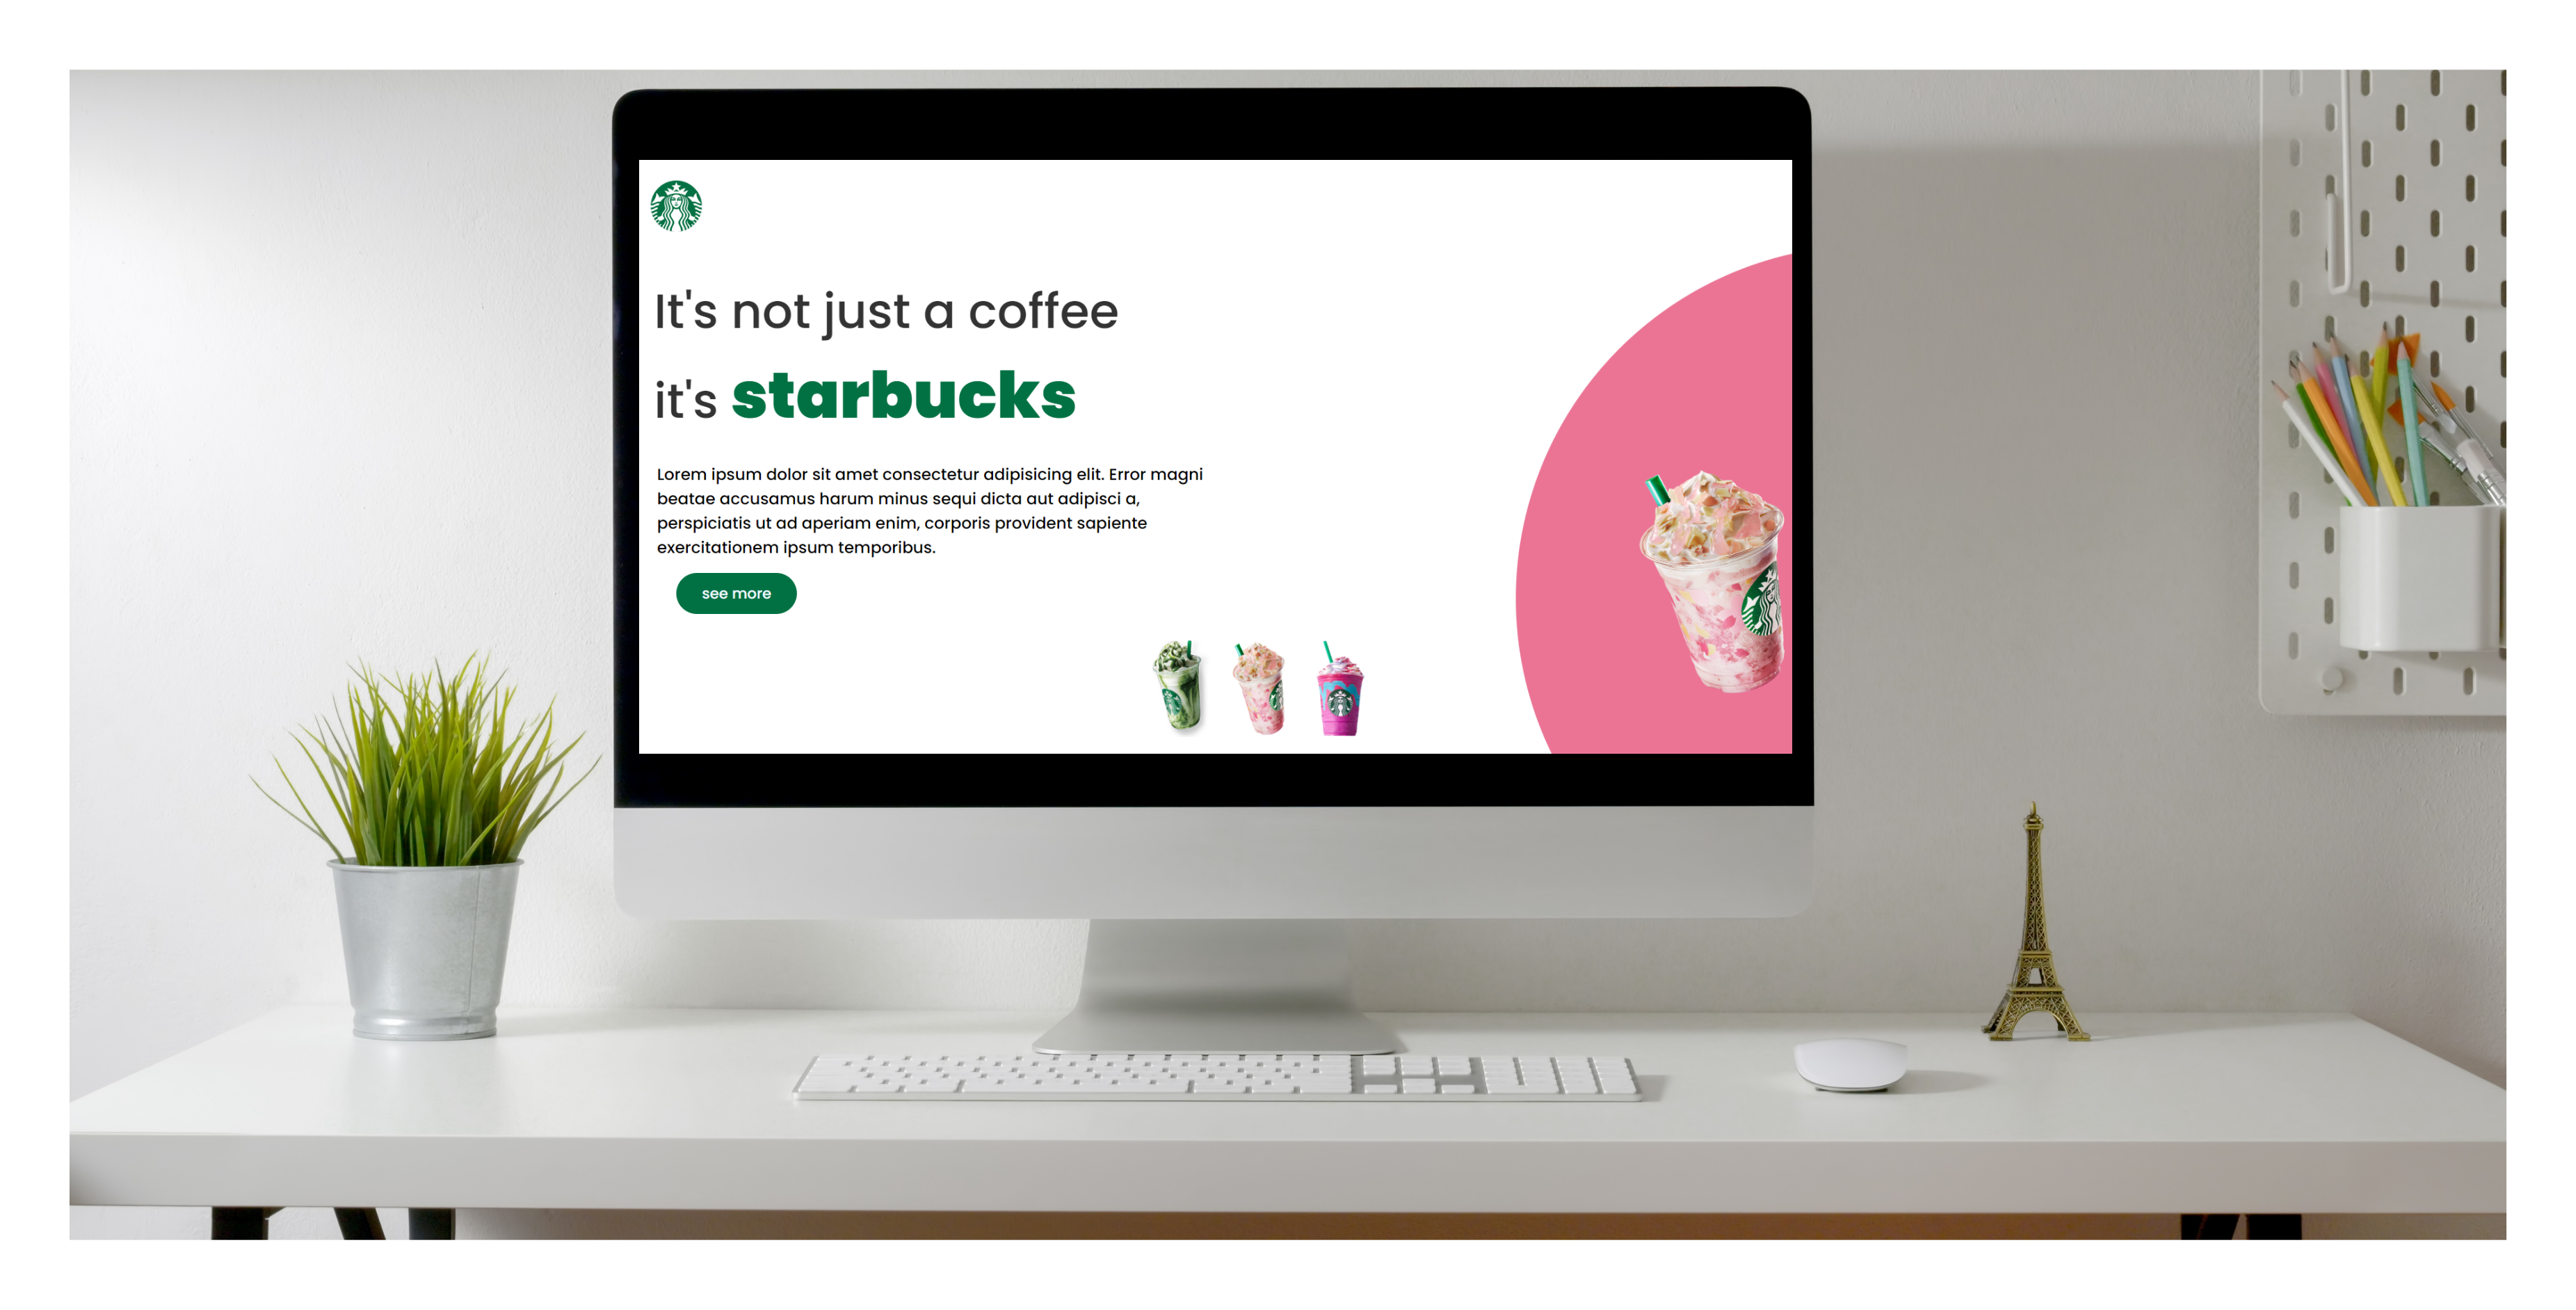 It's not just a coffee
it's starbucks
Lorem ipsum dolor sit amet consectetur adipisicing elit. Error magni
beatae accusamus harum minus sequi dicta aut adipisci a,
perspiciatis ut ad aperiam enim, corporis provident sapiente
exercitationem ipsum temporibus.
see more